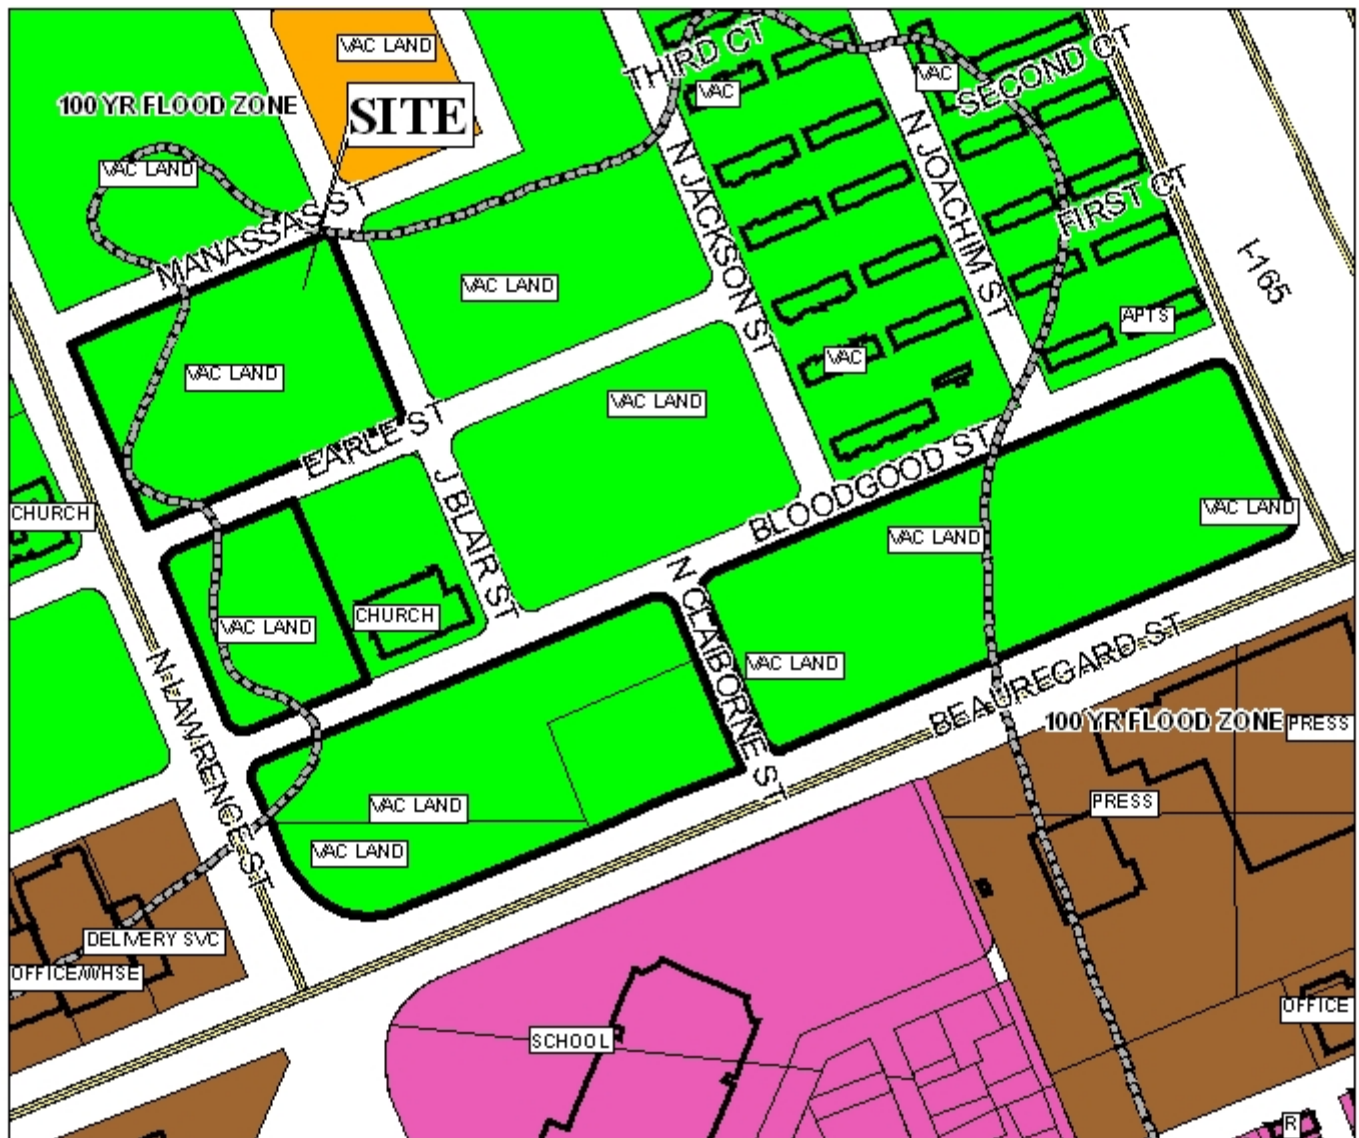 VAC LAND
THIRD CT
SECOND CT
VAC
VAC
100 YR FLOOD ZONE
SITE
VAC LAND
N JACKSON ST
N JOACHIM ST
FIRST CT
MANASSAS ST
I-165
VAC LAND
APTS
VAC
VAC LAND
VAC LAND
EARLE ST
BLOODGOOD ST
CHURCH
J BLAIR ST
VAC LAND
VAC LAND
CHURCH
VAC LAND
N CLAIBORNE ST
VAC LAND
BEAUREGARD ST
N LAWRENCE ST
100 YR FLOOD ZONE
PRESS
VAC LAND
PRESS
VAC LAND
DELIVERY SVC
OFFICE/WHSE
OFFICE
SCHOOL
R